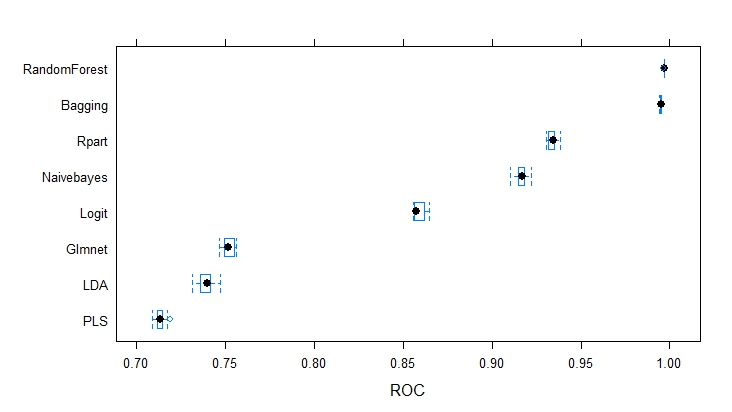 RandomForest
Bagging
Rpart
Naivebayes
Logit
Glmnet
LDA
PLS
0.70 0.75 0.80 0.85 0.90 0.95 1.00
ROC